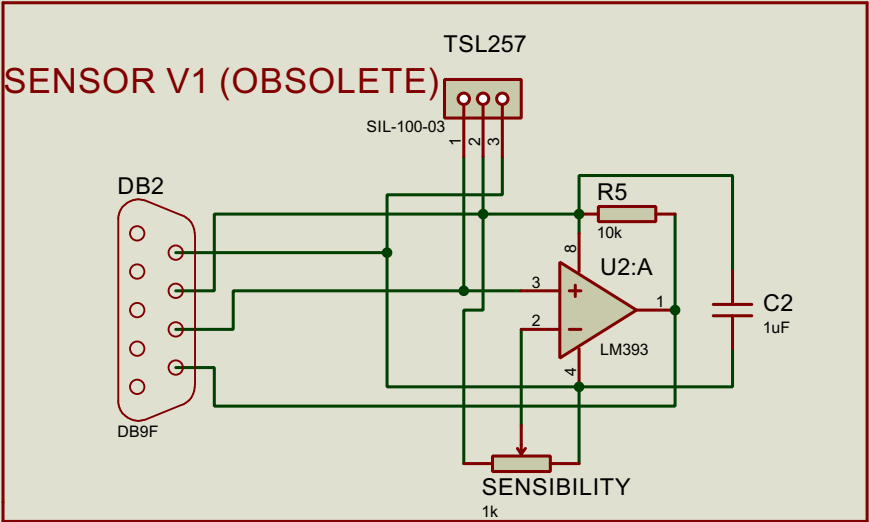 TSL257
SENSOR V1 (OBSOLETE)
SIL-100-03
1
2
3
DB2
R5
10k
8
U2:A
3
1
2
C2
1uF
LM393
4
DB9F
SENSIBILITY
1k